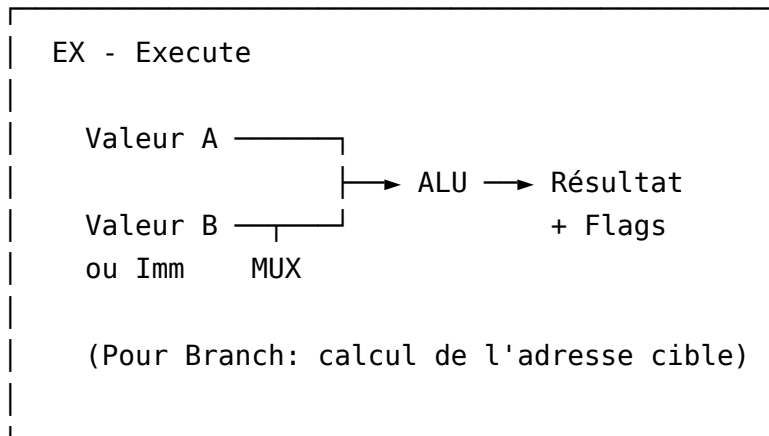 EX - Execute
Valeur A
ALU Résultat
Valeur B + Flags
ou Imm MUX
(Pour Branch: calcul de l'adresse cible)